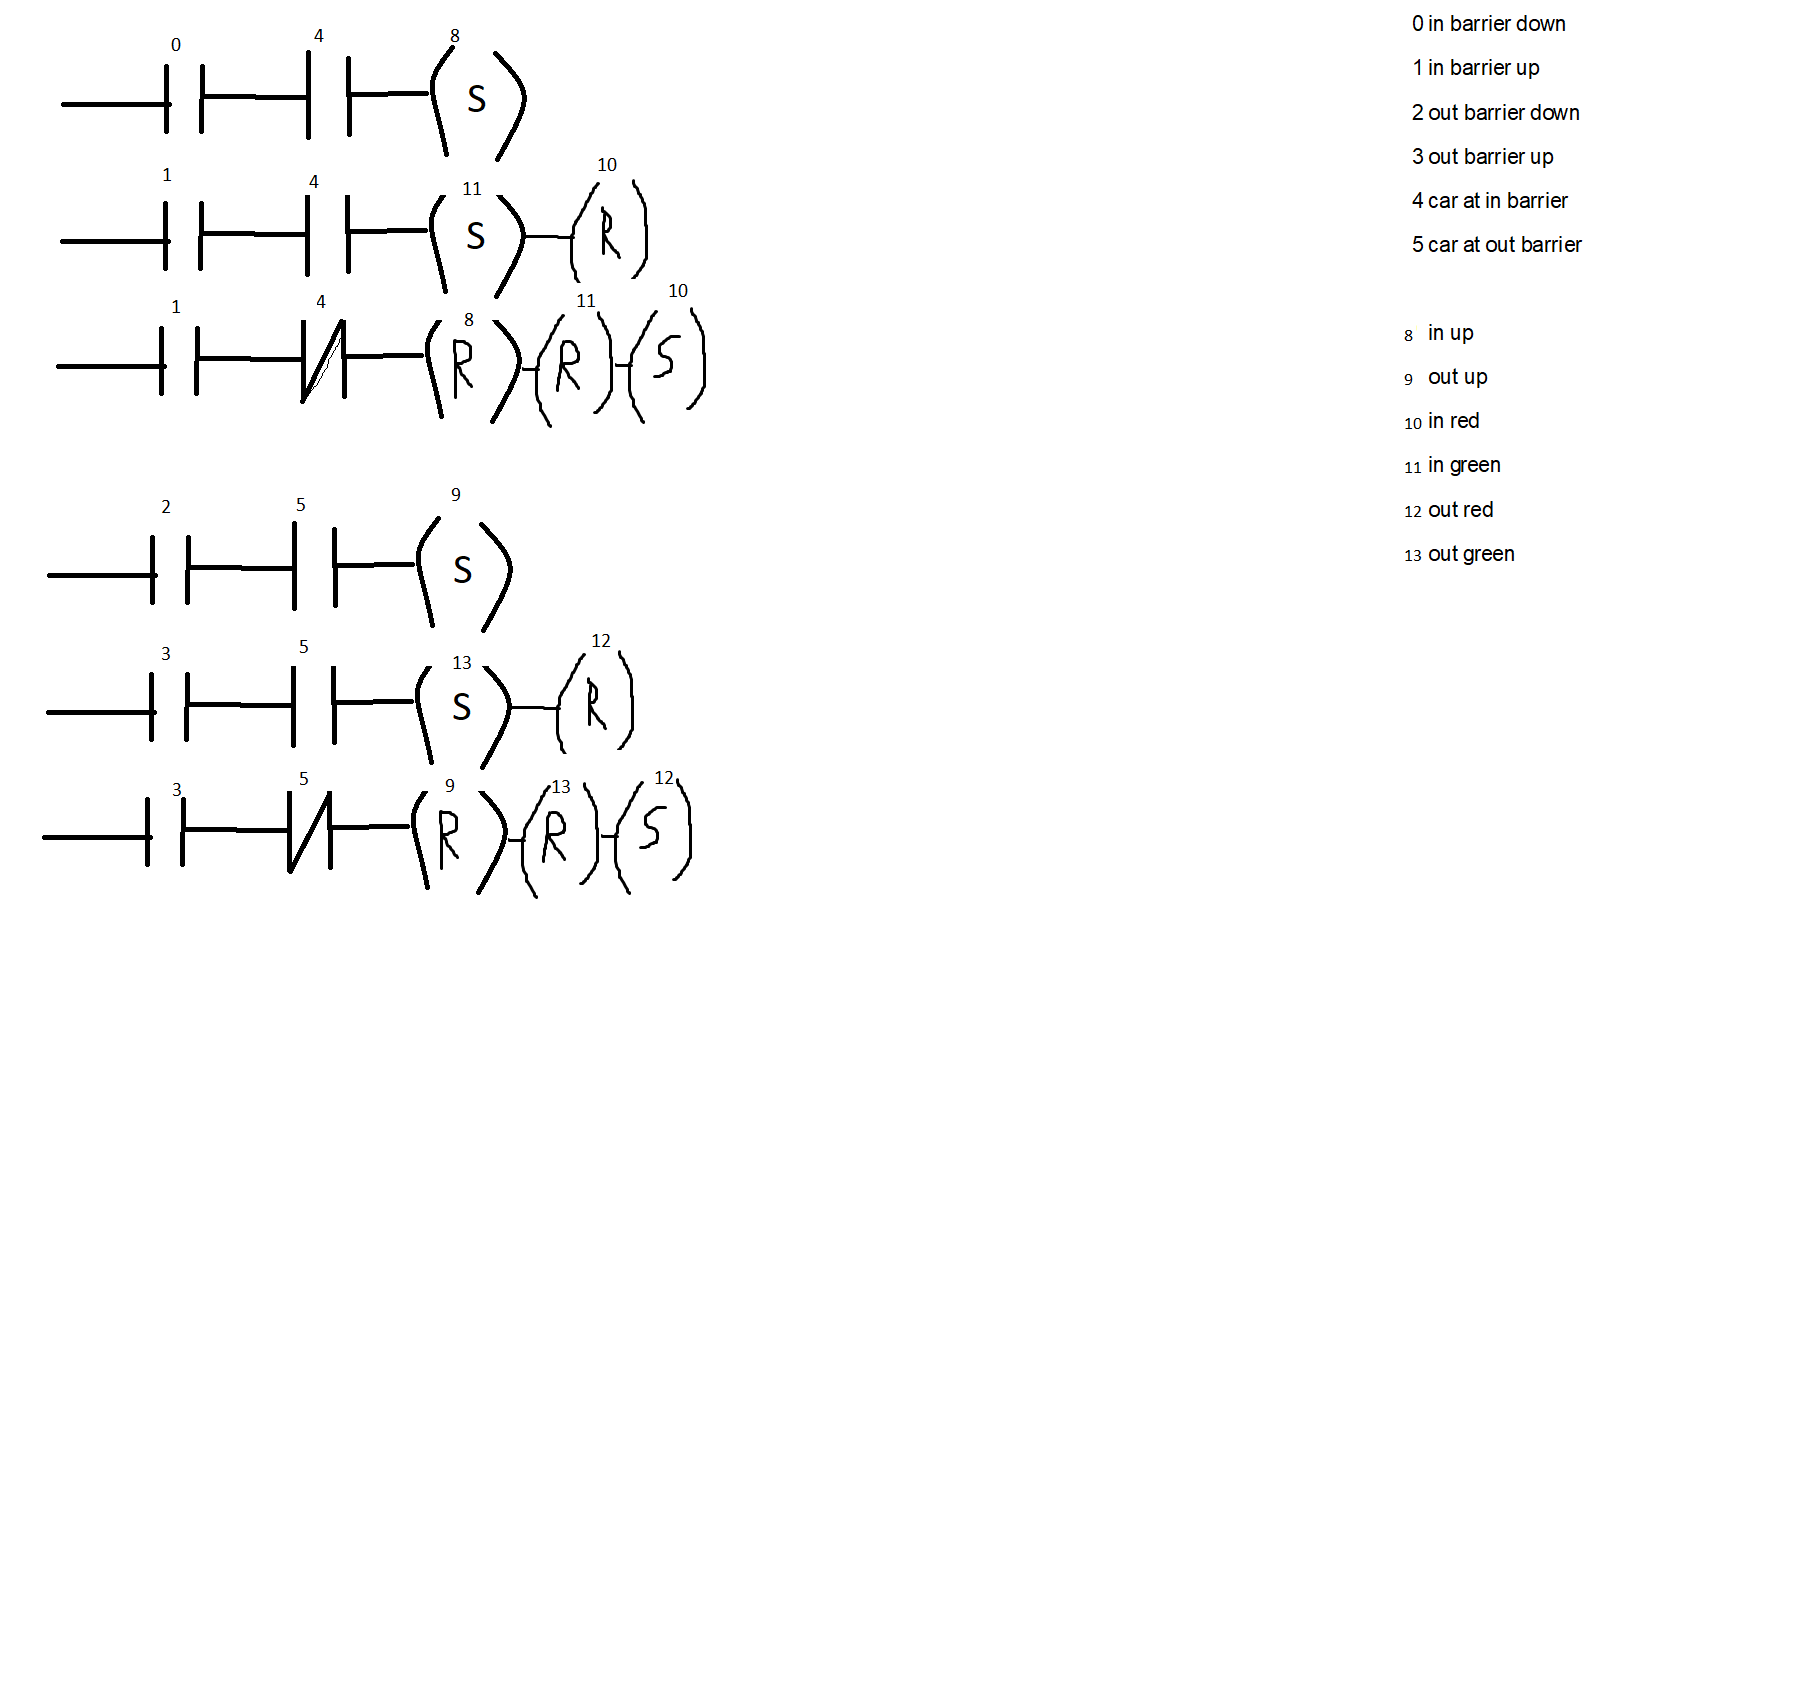 0 4 8
S
1 4 11 10
S R
1 4 8 11 10
R R S
2 5 9
S
3 5 13 12
S R
3 5 9 13 12
R R S
0 in barrier down
1 in barrier up
2 out barrier down
3 out barrier up
4 car at in barrier
5 car at out barrier
8 in up
9 out up
10 in red
11 in green
12 out red
13 out green